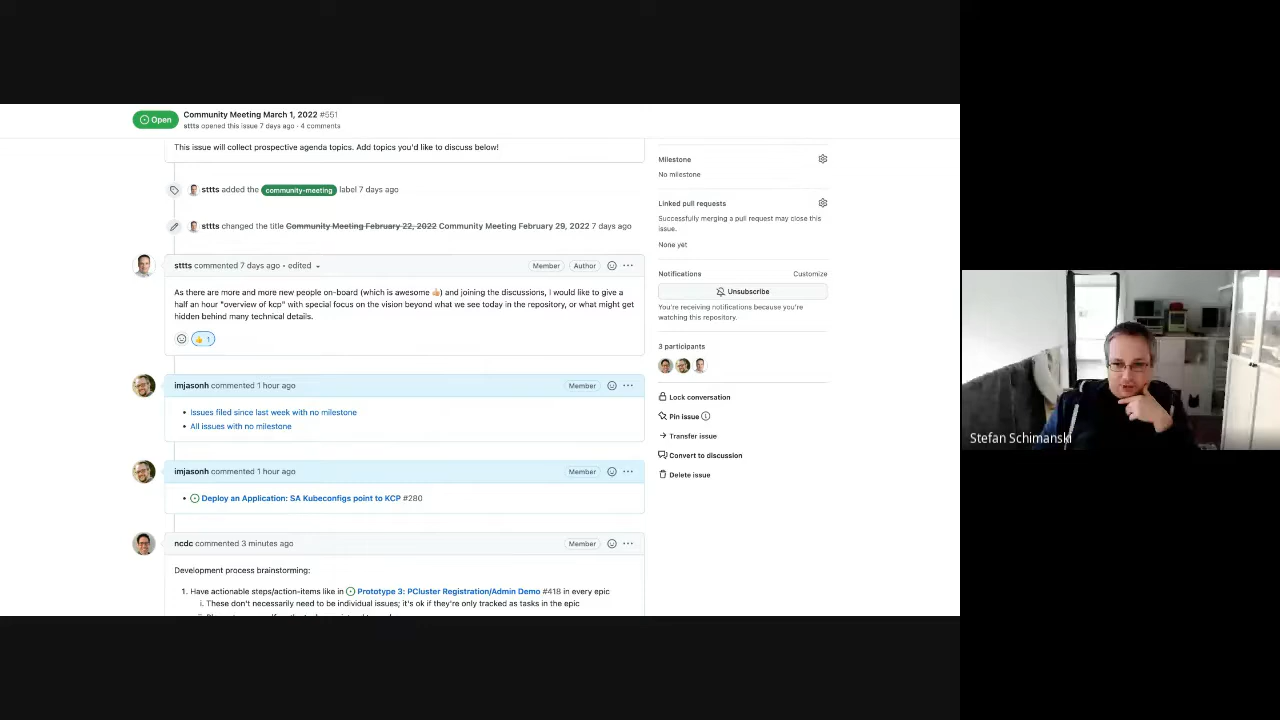 Open
Community Meeting March 1, 2022 #551
sttts opened this issue 7 days ago · 4 comments
This issue will collect prospective agenda topics. Add topics you'd like to discuss below!
sttts added the community-meeting label 7 days ago
sttts changed the title Community Meeting February 22, 2022 Community Meeting February 29, 2022 7 days ago
sttts commented 7 days ago · edited
Member
Author
As there are more and more new people on-board (which is awesome 👍) and joining the discussions, I would like to give a
half an hour "overview of kcp" with special focus on the vision beyond what we see today in the repository, or what might get
hidden behind many technical details.
👍 1
imjasonh commented 1 hour ago
Member
• Issues filed since last week with no milestone
• All issues with no milestone
imjasonh commented 1 hour ago
Member
• Deploy an Application: SA Kubeconfigs point to KCP #280
ncdc commented 3 minutes ago
Member
Development process brainstorming:
1. Have actionable steps/action-items like in Prototype 3: PCluster Registration/Admin Demo #418 in every epic
i. These don't necessarily need to be individual issues; it's ok if they're only tracked as tasks in the epic
Milestone
No milestone
Linked pull requests
Successfully merging a pull request may close this
issue.
None yet
Notifications
Customize
Unsubscribe
You're receiving notifications because you're
watching this repository.
3 participants
Lock conversation
Pin issue
Transfer issue
Convert to discussion
Delete issue
Stefan Schimanski